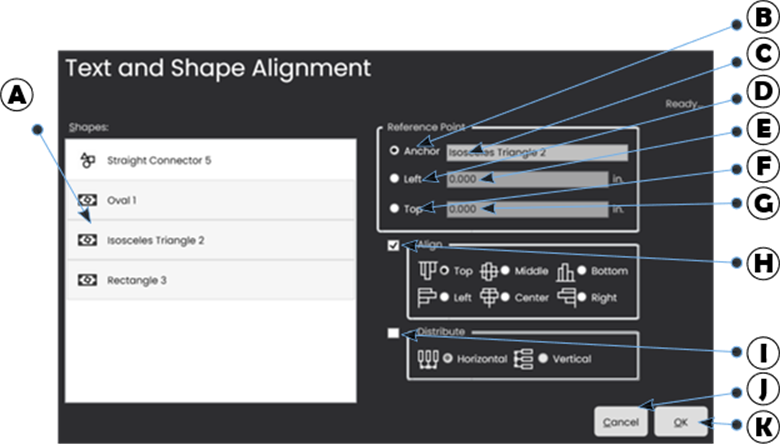 B
C
Text and Shape Alignment
A
D
Ready...
Shapes:
Reference Point
E
Straight Connector 5
Anchor Isosceles Triangle 2
F
Left 0.000 in.
Oval 1
G
Top 0.000 in.
Isosceles Triangle 2
Align
H
Top Middle Bottom
Rectangle 3
Left Center Right
Distribute
I
Horizontal Vertical
J
Cancel OK
K